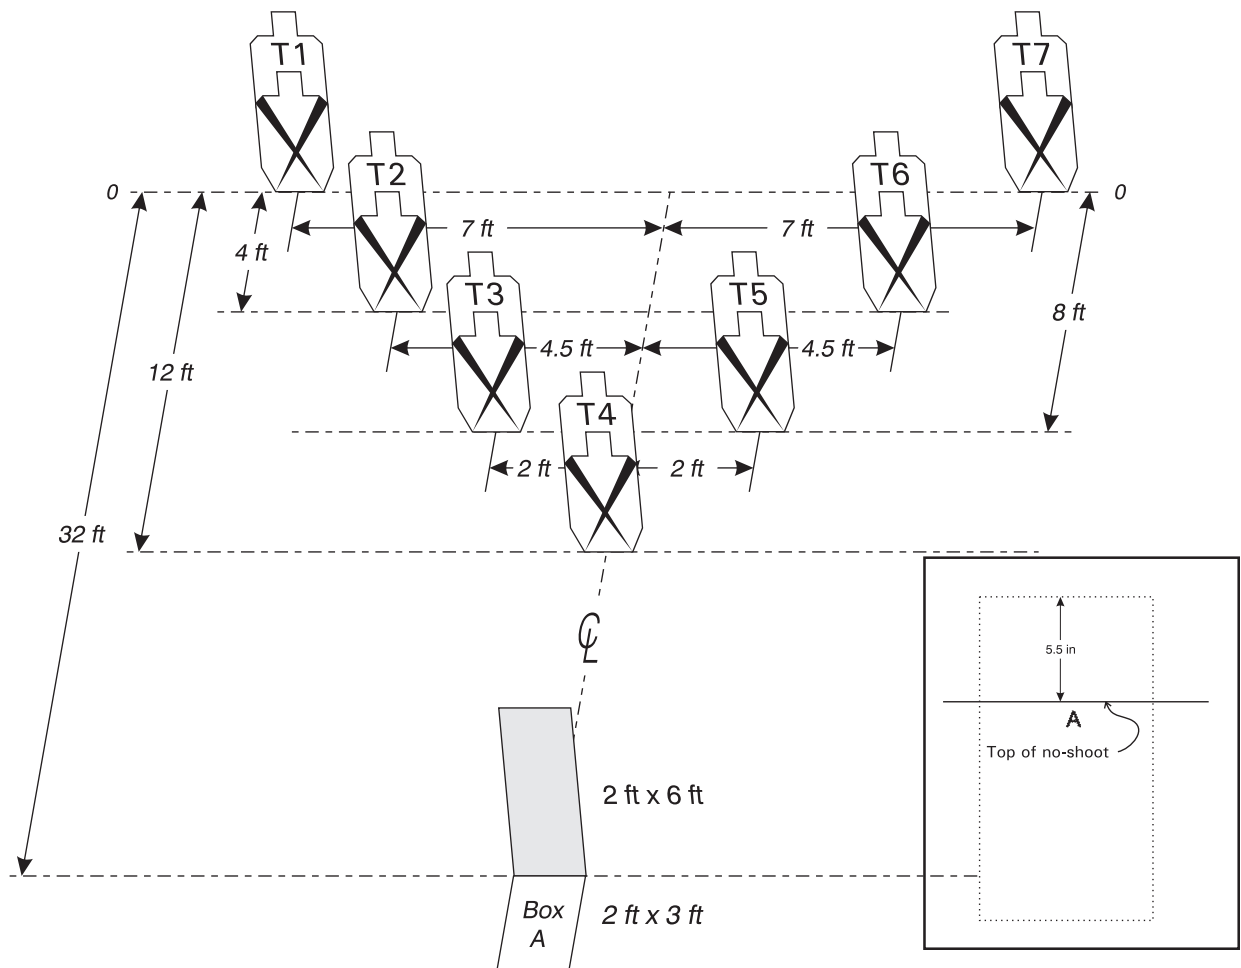 T1
T7
T2
T6
0
0
7 ft
7 ft
4 ft
T3
T5
8 ft
4.5 ft
4.5 ft
12 ft
T4
2 ft
2 ft
32 ft
℄
5.5 in
A
Top of no-shoot
2 ft x 6 ft
Box
A
2 ft x 3 ft